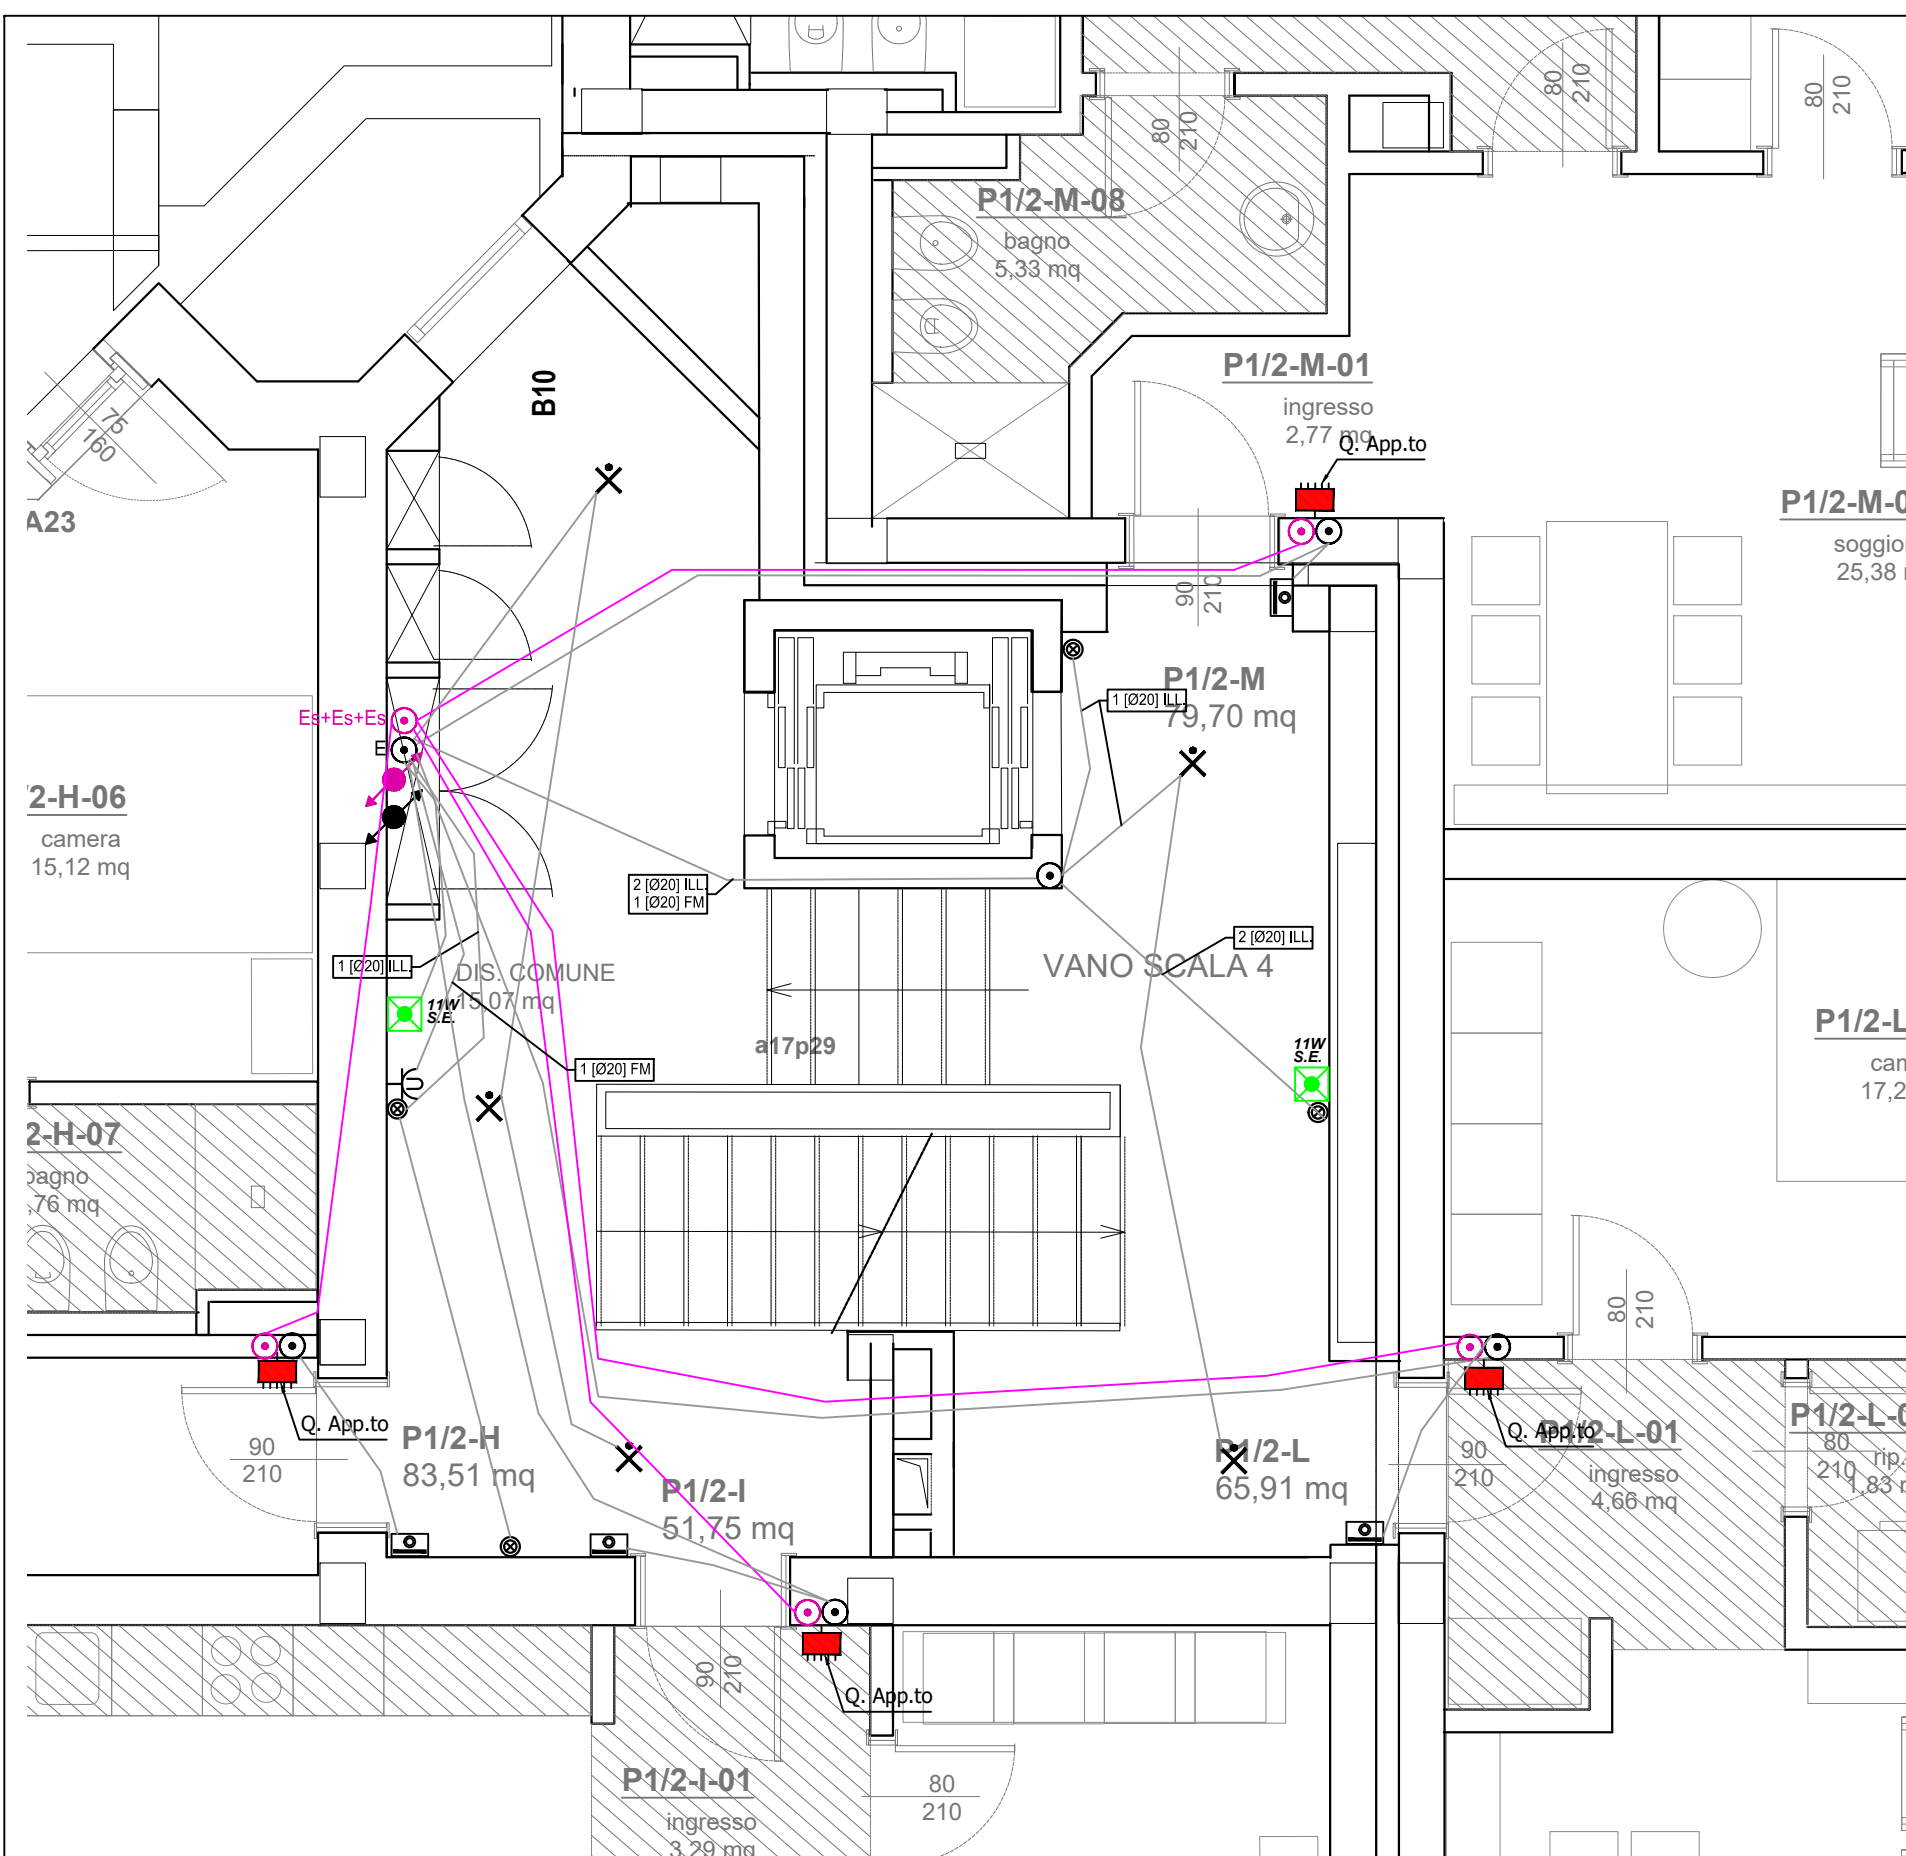 80
210
80
210
80
210
P1/2-M-08
bagno
5,33 mq
P1/2-M-01
ingresso
2,77 mq
Q. App.to
B10
75
160
A23
P1/2-M-0
soggior
25,38
90
210
P1/2-M
79,70 mq
1 [Ø20] ILL.
Es+Es+Es
E
/2-H-06
camera
15,12 mq
2 [Ø20] ILL.
1 [Ø20] FM
2 [Ø20] ILL.
1 [Ø20] ILL.
DIS. COMUNE
15,07 mq
VANO SCALA 4
11W
S.E.
a17p29
11W
S.E.
1 [Ø20] FM
P1/2-L
cam
17,2
2-H-07
bagno
,76 mq
80
210
Q. App.to
90
210
P1/2-H
83,51 mq
P1/2-I
51,75 mq
P1/2-L
65,91 mq
90
210
Q. App.to
P1/2-L-01
ingresso
4,66 mq
P1/2-L-0
80
210
rip.
1,83
90
210
Q. App.to
P1/2-I-01
ingresso
3,29 mq
80
210